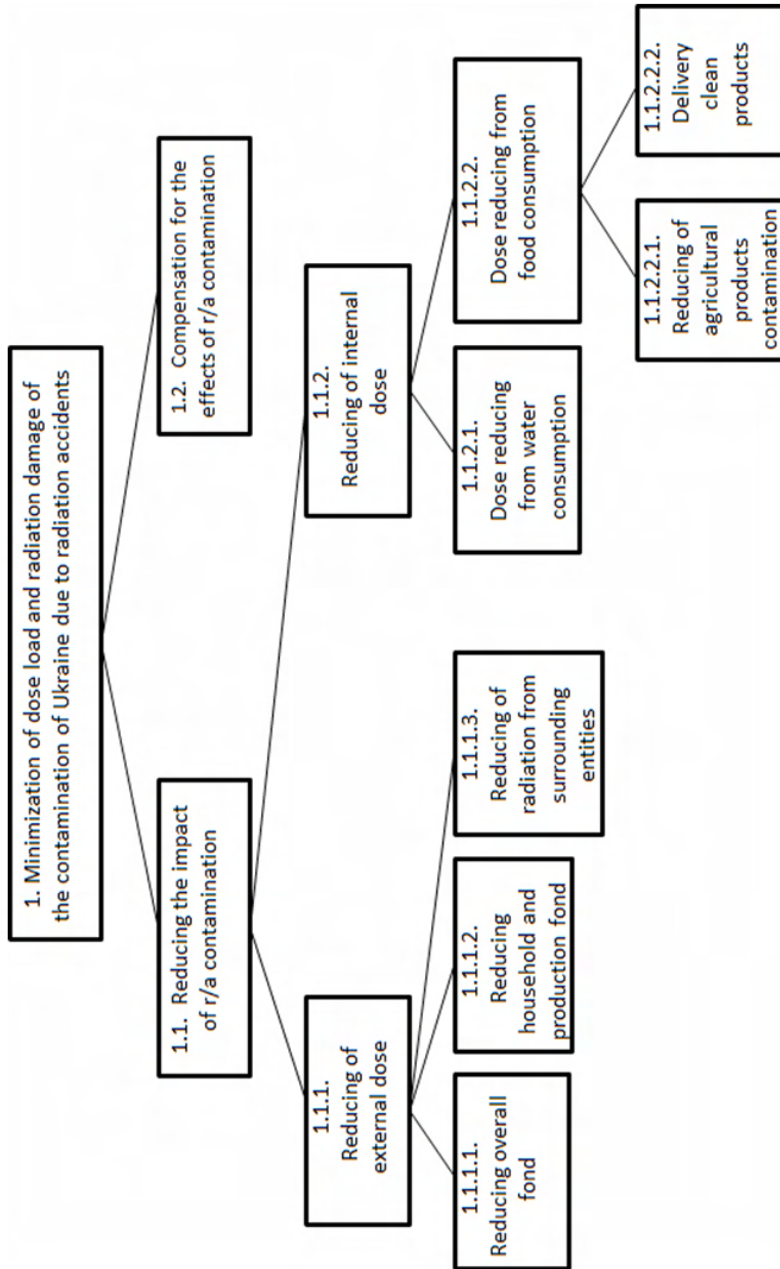 1. Minimization of dose load and radiation damage of
the contamination of Ukraine due to radiation accidents
1.1. Reducing the impact
of r/a contamination
1.2. Compensation for the
effects of r/a contamination
1.1.1.
Reducing of
external dose
1.1.2.
Reducing of internal
dose
1.1.1.1.
Reducing overall
fond
1.1.1.2.
Reducing
household and
production fond
1.1.1.3.
Reducing of
radiation from
surrounding
entities
1.1.2.1.
Dose reducing
from water
consumption
1.1.2.2.
Dose reducing from
food consumption
1.1.2.2.1.
Reducing of
agricultural
products
contamination
1.1.2.2.2.
Delivery
clean
products